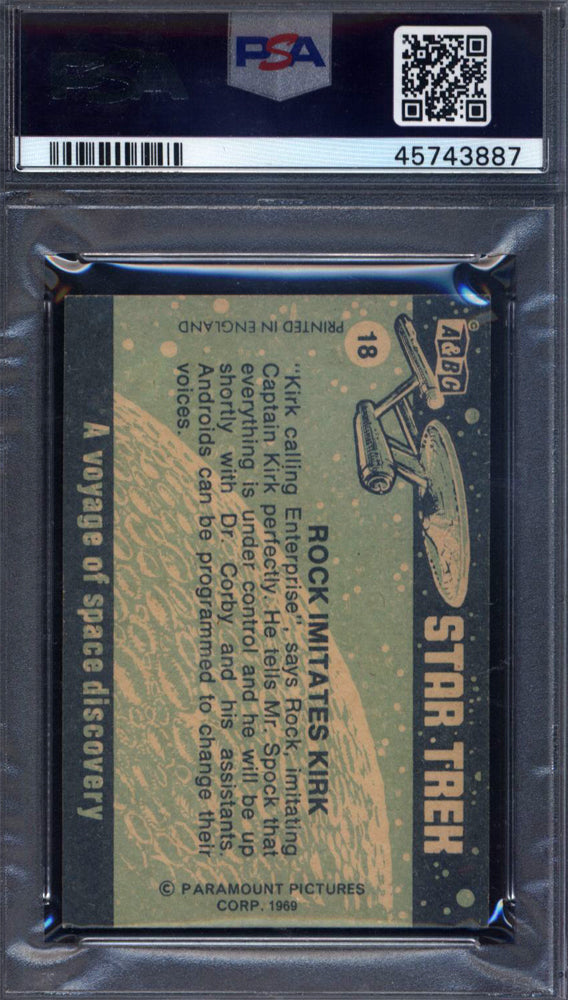 PSA
PSA
45743887
A&BC
©
STAR TREK
18
PRINTED IN ENGLAND
ROCK IMITATES KIRK
"Kirk calling Enterprise", says Rock, imitating
Captain Kirk perfectly. He tells Mr. Spock that
everything is under control and he will be up
shortly with Dr. Corby and his assistants.
Androids can be programmed to change their
voices.
© PARAMOUNT PICTURES
CORP. 1969
A voyage of space discovery